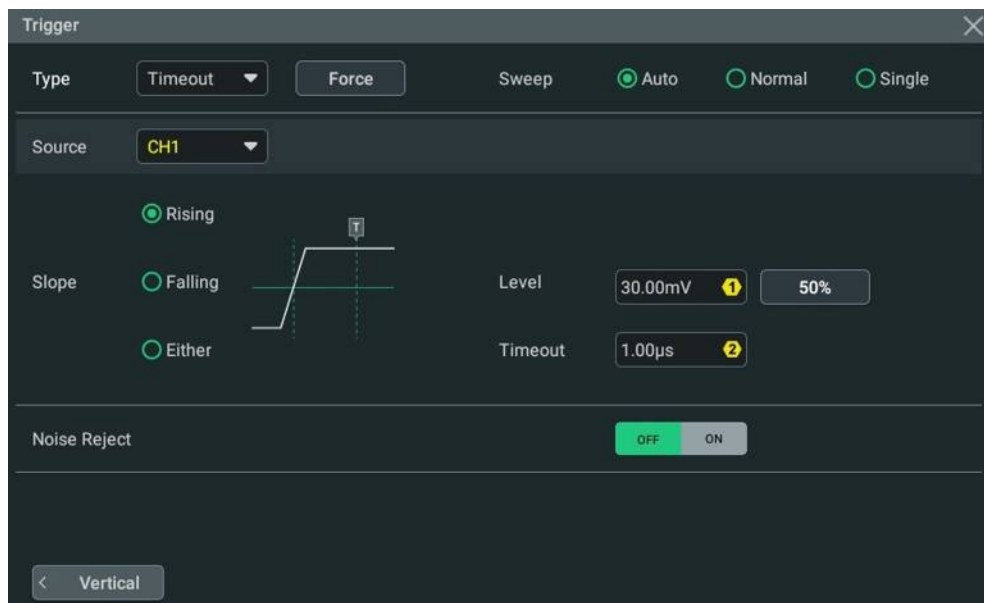 Trigger
Type Timeout Force Sweep Auto Normal Single
Source CH1
Rising
T
Slope Falling Level 30.00mV 1 50%
Either Timeout 1.00μs 2
Noise Reject OFF ON
< Vertical